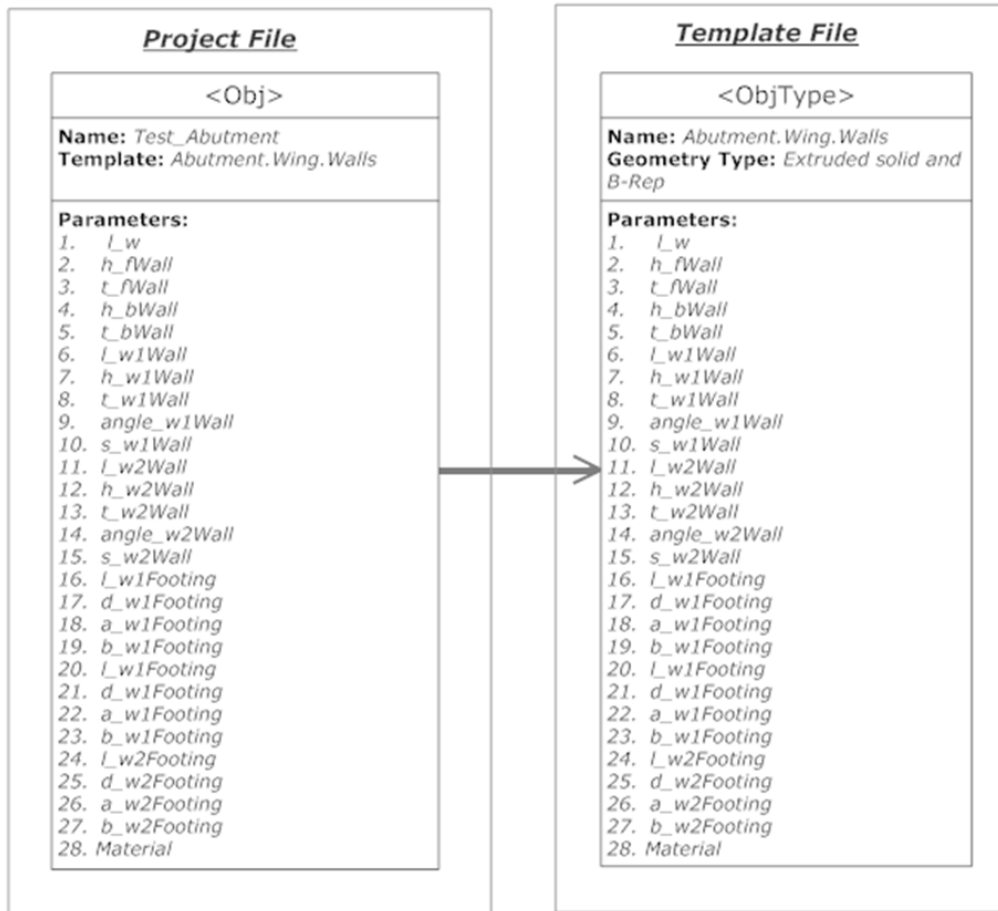 Project File
<Obj>
Name: Test_Abutment
Template: Abutment.Wing.Walls
Parameters:
1. l_w
2. h_fWall
3. t_fWall
4. h_bWall
5. t_bWall
6. l_w1Wall
7. h_w1Wall
8. t_w1Wall
9. angle_w1Wall
10. s_w1Wall
11. l_w2Wall
12. h_w2Wall
13. t_w2Wall
14. angle_w2Wall
15. s_w2Wall
16. l_w1Footing
17. d_w1Footing
18. a_w1Footing
19. b_w1Footing
20. l_w1Footing
21. d_w1Footing
22. a_w1Footing
23. b_w1Footing
24. l_w2Footing
25. d_w2Footing
26. a_w2Footing
27. b_w2Footing
28. Material
Template File
<ObjType>
Name: Abutment.Wing.Walls
Geometry Type: Extruded solid and
B-Rep
Parameters:
1. l_w
2. h_fWall
3. t_fWall
4. h_bWall
5. t_bWall
6. l_w1Wall
7. h_w1Wall
8. t_w1Wall
9. angle_w1Wall
10. s_w1Wall
11. l_w2Wall
12. h_w2Wall
13. t_w2Wall
14. angle_w2Wall
15. s_w2Wall
16. l_w1Footing
17. d_w1Footing
18. a_w1Footing
19. b_w1Footing
20. l_w1Footing
21. d_w1Footing
22. a_w1Footing
23. b_w1Footing
24. l_w2Footing
25. d_w2Footing
26. a_w2Footing
27. b_w2Footing
28. Material